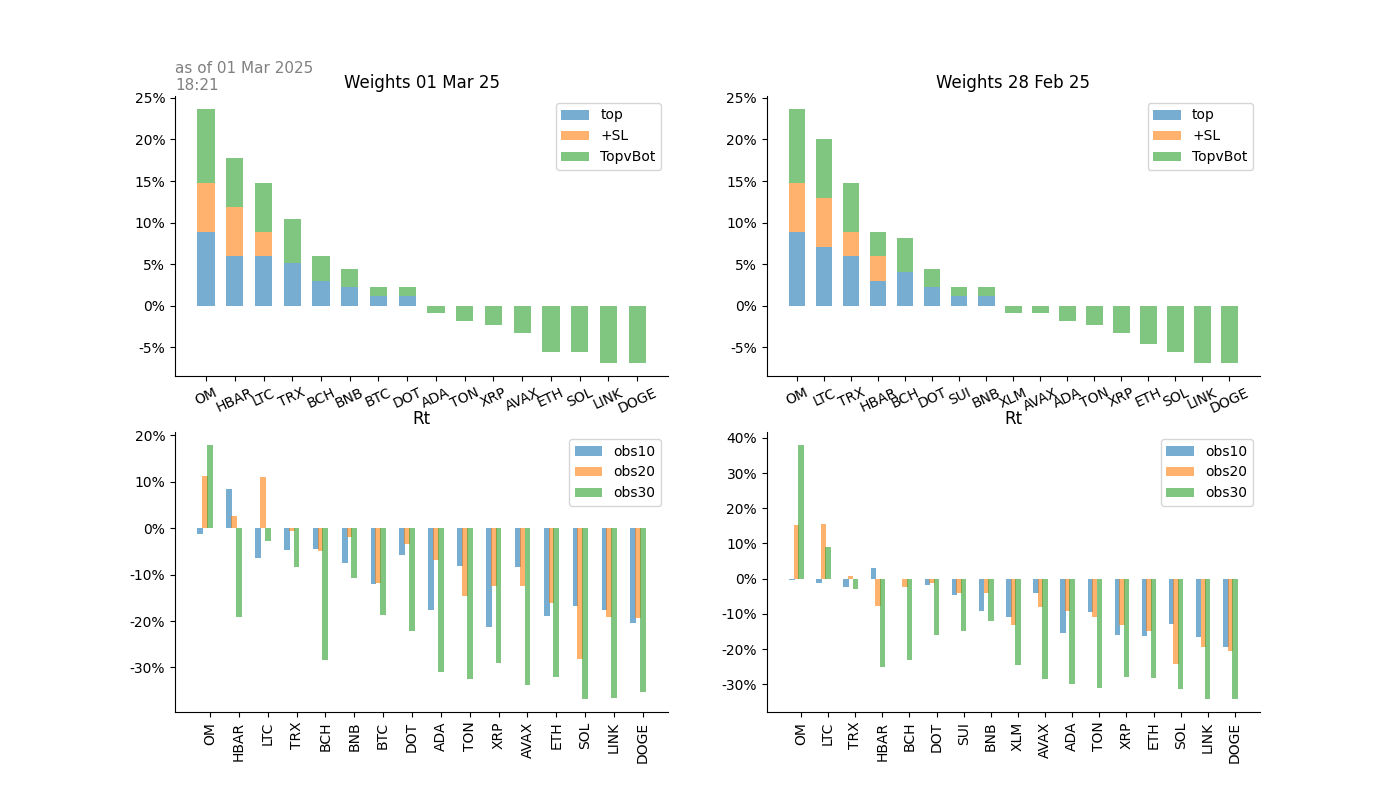 as of 01 Mar 2025
18:21
Weights 01 Mar 25
25%
20%
15%
10%
5%
0%
-5%
top
+SL
TopvBot
OM HBAR LTC TRX BCH BNB BTC DOT ADA TON XRP AVAX ETH SOL LINK DOGE
Weights 28 Feb 25
25%
20%
15%
10%
5%
0%
-5%
top
+SL
TopvBot
OM LTC TRX HBAR BCH DOT SUI BNB XLM AVAX ADA TON XRP ETH SOL LINK DOGE
Rt
20%
10%
0%
-10%
-20%
-30%
obs10
obs20
obs30
OM HBAR LTC TRX BCH BNB BTC DOT ADA TON XRP AVAX ETH SOL LINK DOGE
Rt
40%
30%
20%
10%
0%
-10%
-20%
-30%
obs10
obs20
obs30
OM LTC TRX HBAR BCH DOT SUI BNB XLM AVAX ADA TON XRP ETH SOL LINK DOGE